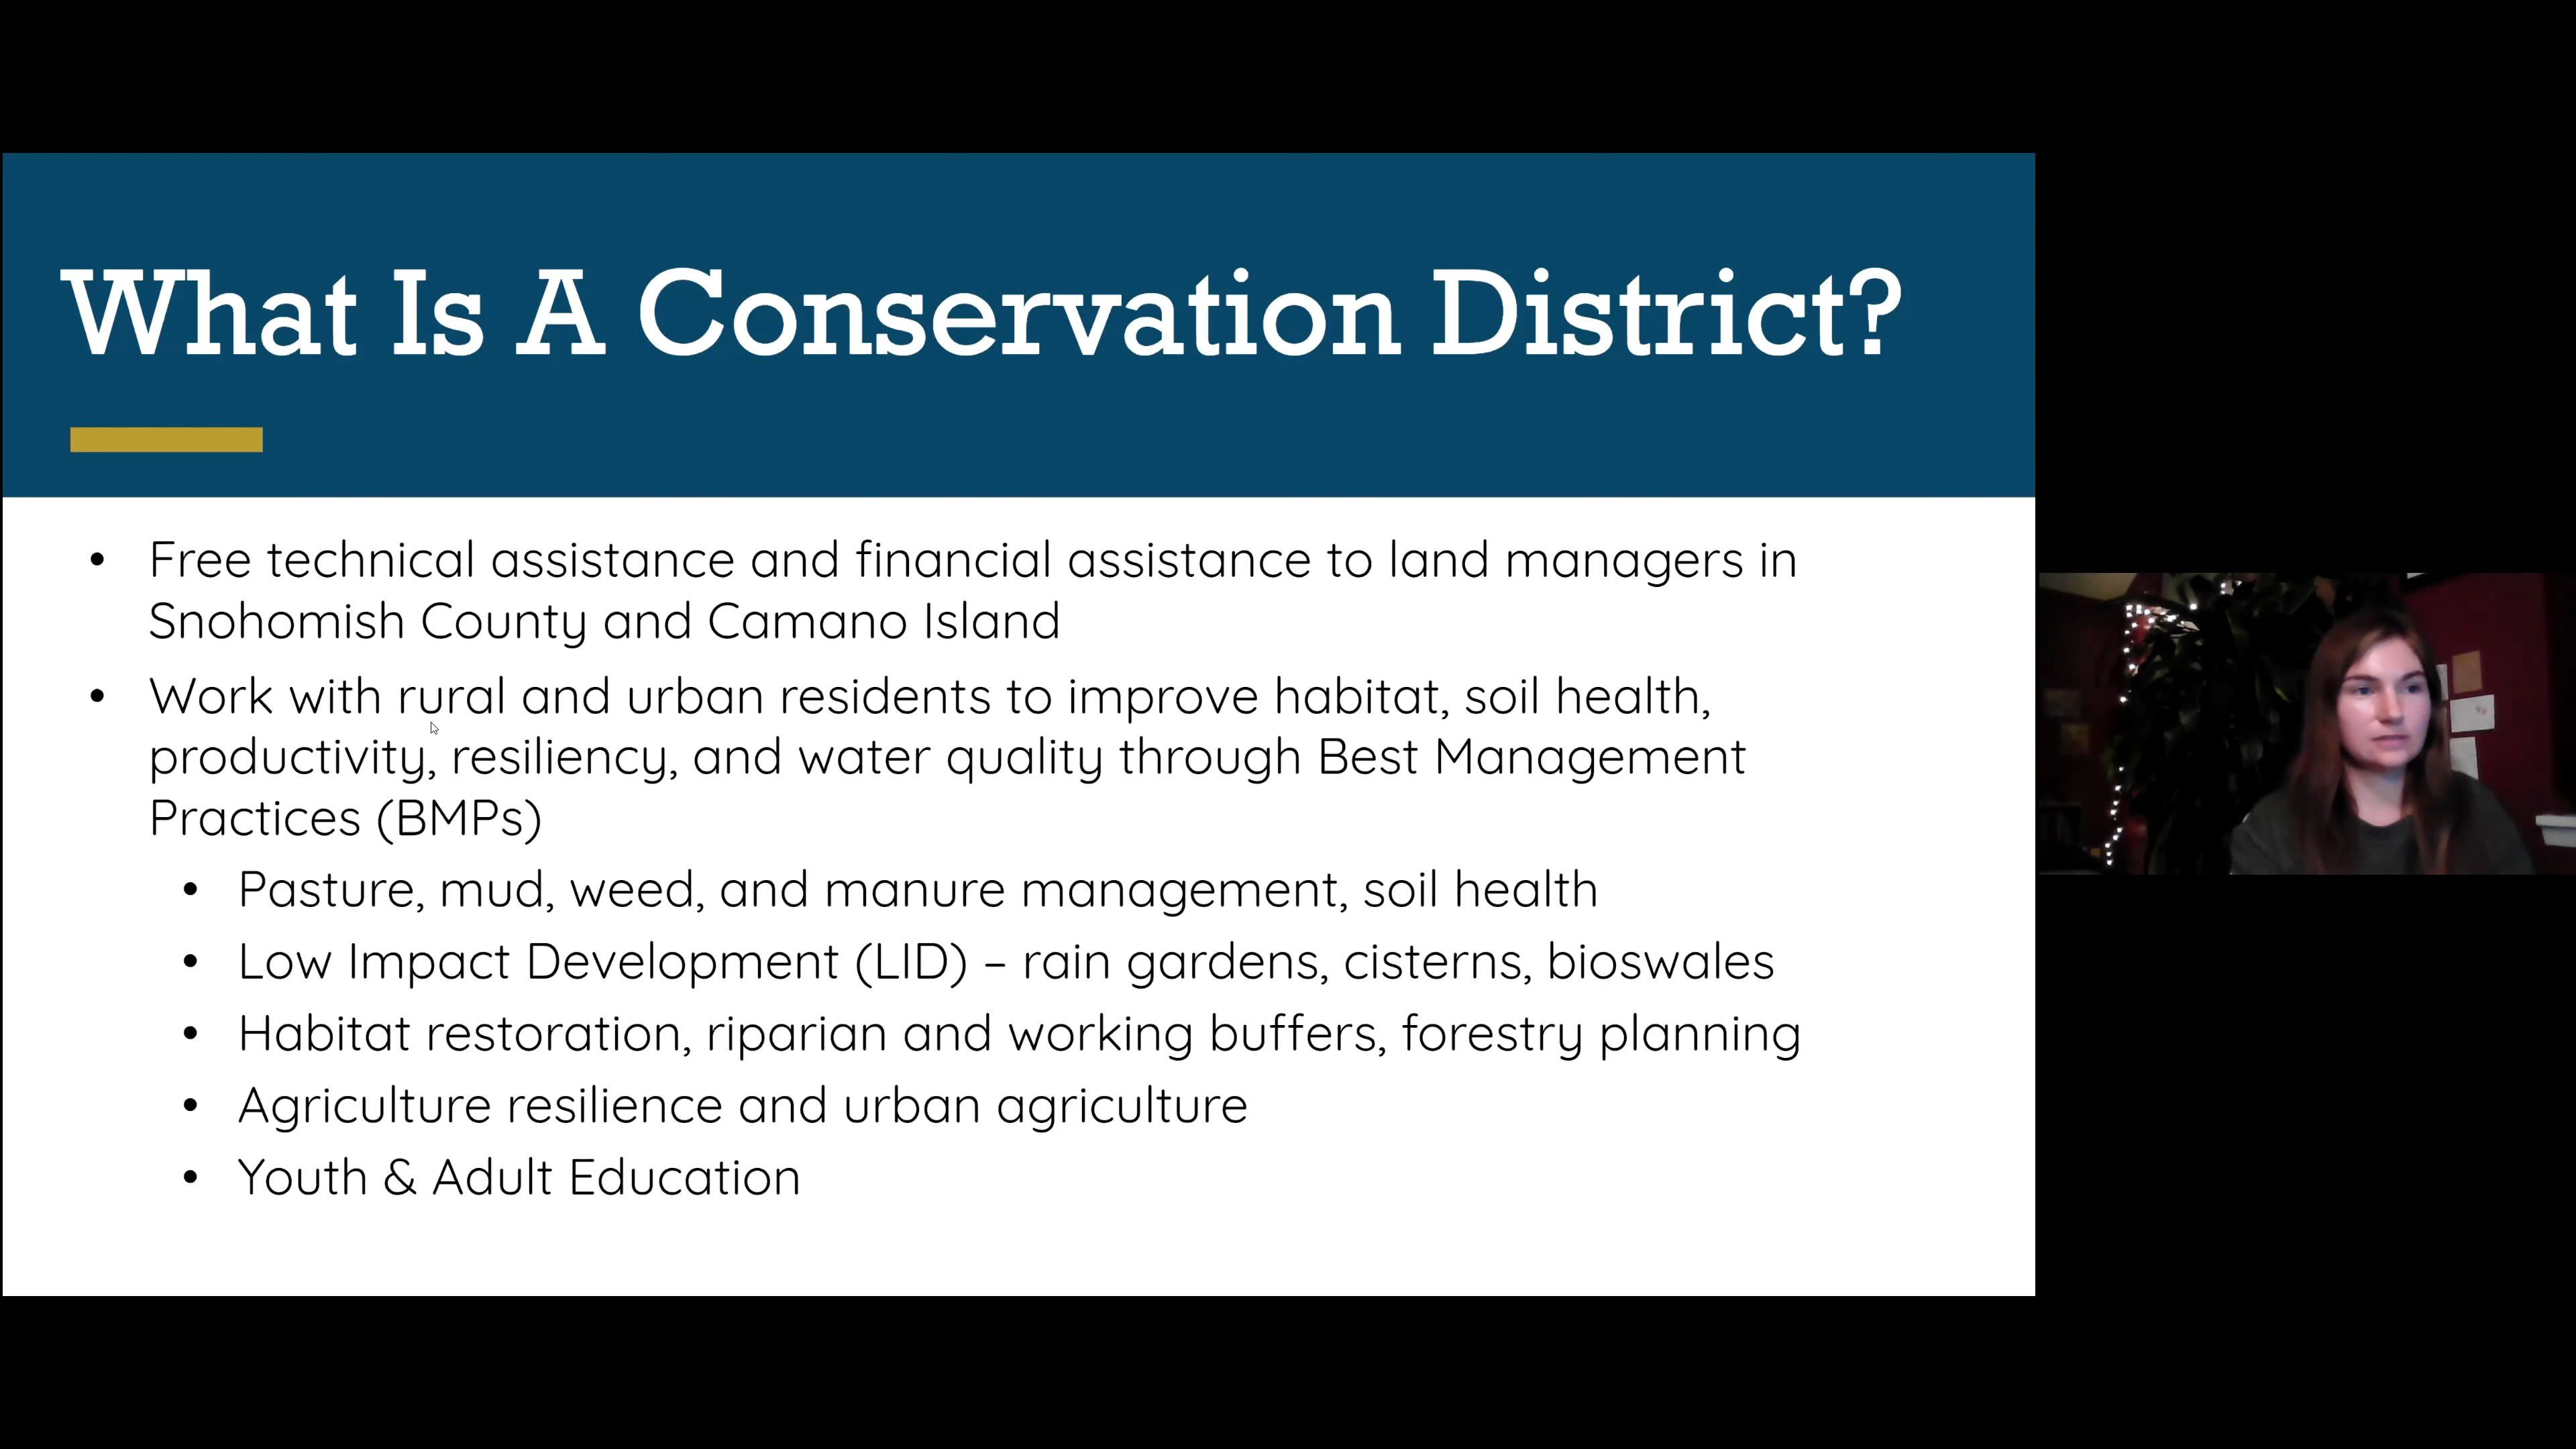 What Is A Conservation District?
• Free technical assistance and financial assistance to land managers in
Snohomish County and Camano Island
• Work with rural and urban residents to improve habitat, soil health,
productivity, resiliency, and water quality through Best Management
Practices (BMPs)
• Pasture, mud, weed, and manure management, soil health
• Low Impact Development (LID) – rain gardens, cisterns, bioswales
• Habitat restoration, riparian and working buffers, forestry planning
• Agriculture resilience and urban agriculture
• Youth & Adult Education